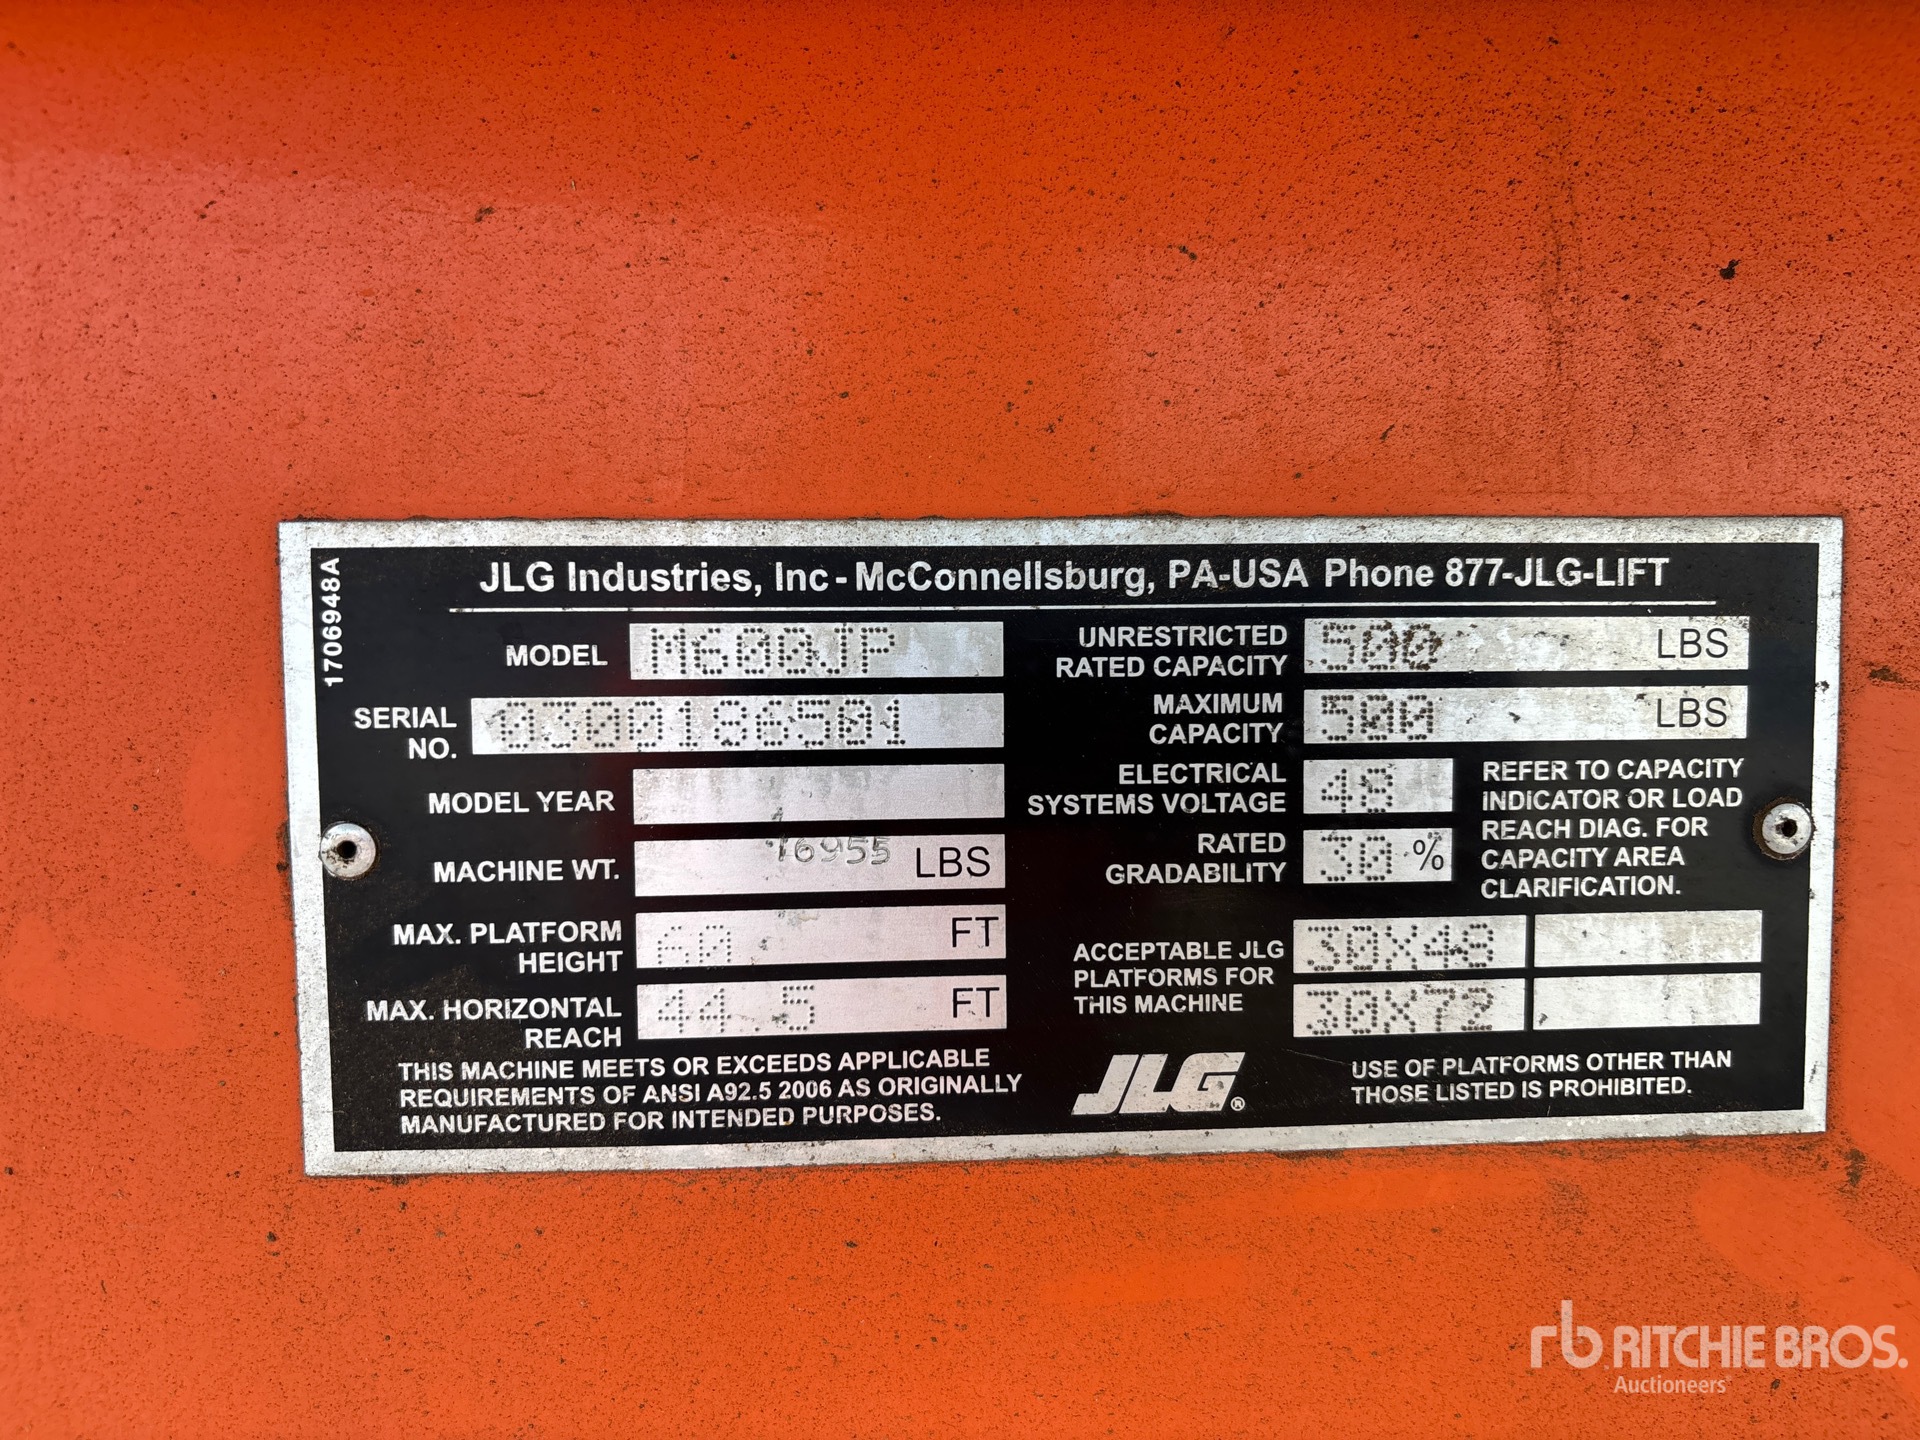 1706948A
JLG Industries, Inc - McConnellsburg, PA-USA Phone 877-JLG-LIFT
MODEL M600JP
SERIAL NO. 0300186501
MODEL YEAR
MACHINE WT. 16955 LBS
MAX. PLATFORM HEIGHT 60 FT
MAX. HORIZONTAL REACH 44.5 FT
THIS MACHINE MEETS OR EXCEEDS APPLICABLE
REQUIREMENTS OF ANSI A92.5 2006 AS ORIGINALLY
MANUFACTURED FOR INTENDED PURPOSES.
UNRESTRICTED RATED CAPACITY 500 LBS
MAXIMUM CAPACITY 500 LBS
ELECTRICAL SYSTEMS VOLTAGE 48
RATED GRADABILITY 30 %
REFER TO CAPACITY
INDICATOR OR LOAD
REACH DIAG. FOR
CAPACITY AREA
CLARIFICATION.
ACCEPTABLE JLG
PLATFORMS FOR
THIS MACHINE
30X48
30X72
JLG®
USE OF PLATFORMS OTHER THAN
THOSE LISTED IS PROHIBITED.
rb RITCHIE BROS.
Auctioneers